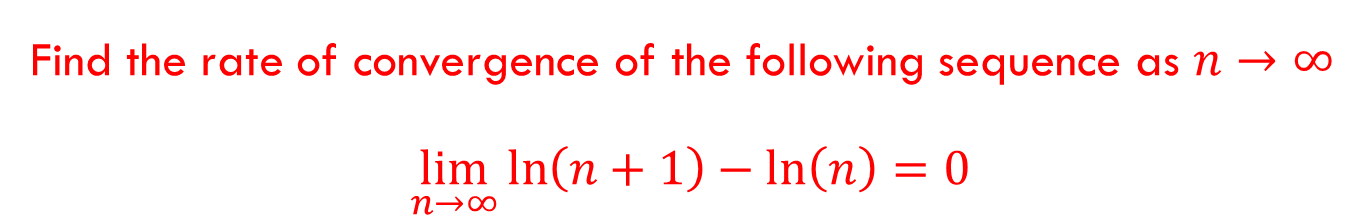 Find the rate of convergence of the following sequence as n → ∞
lim ln(n + 1) − ln(n) = 0
n→∞